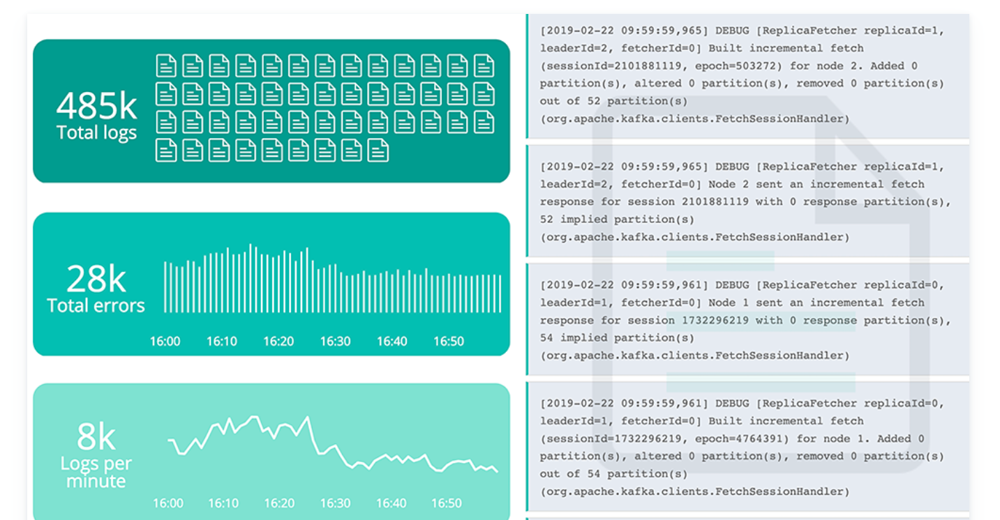 485k
Total logs
28k
Total errors
16:00 16:10 16:20 16:30 16:40 16:50
8k
Logs per
minute
16:00 16:10 16:20 16:30 16:40 16:50
[2019-02-22 09:59:59,965] DEBUG [ReplicaFetcher replicaId=1,
leaderId=2, fetcherId=0] Built incremental fetch
(sessionId=2101881119, epoch=503272) for node 2. Added 0
partition(s), altered 0 partition(s), removed 0 partition(s)
out of 52 partition(s)
(org.apache.kafka.clients.FetchSessionHandler)
[2019-02-22 09:59:59,965] DEBUG [ReplicaFetcher replicaId=1,
leaderId=2, fetcherId=0] Node 2 sent an incremental fetch
response for session 2101881119 with 0 response partition(s),
52 implied partition(s)
(org.apache.kafka.clients.FetchSessionHandler)
[2019-02-22 09:59:59,961] DEBUG [ReplicaFetcher replicaId=0,
leaderId=1, fetcherId=0] Node 1 sent an incremental fetch
response for session 1732296219 with 0 response partition(s),
54 implied partition(s)
(org.apache.kafka.clients.FetchSessionHandler)
[2019-02-22 09:59:59,961] DEBUG [ReplicaFetcher replicaId=0,
leaderId=1, fetcherId=0] Built incremental fetch
(sessionId=1732296219, epoch=4764391) for node 1. Added 0
partition(s), altered 0 partition(s), removed 0 partition(s)
out of 54 partition(s)
(org.apache.kafka.clients.FetchSessionHandler)